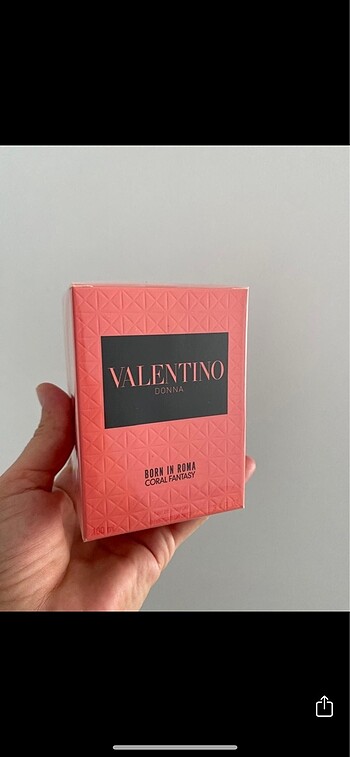 VALENTINO
DONNA
BORN IN ROMA
CORAL FANTASY